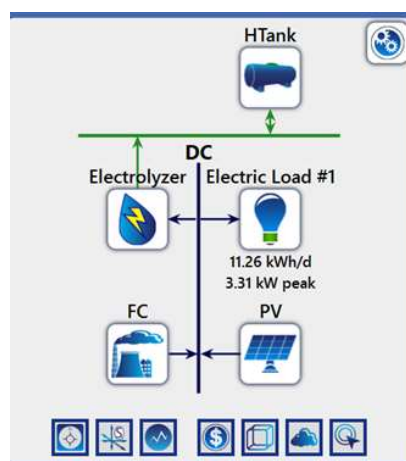 HTank
DC
Electrolyzer
Electric Load #1
11.26 kWh/d
3.31 kW peak
FC
PV